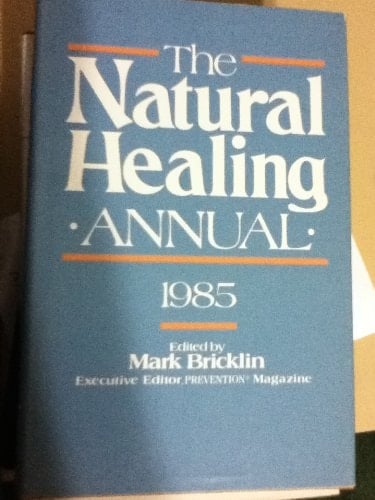 The
Natural
Healing
· ANNUAL ·
1985
Edited by
Mark Bricklin
Executive Editor, PREVENTION® Magazine